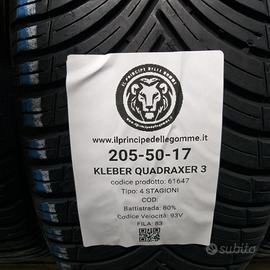 IL PRINCIPE DELLE GOMME
www.ilprincipedellegomme.it
205-50-17
KLEBER QUADRAXER 3
codice prodotto: 61647
Tipo: 4 STAGIONI
COD:
Battistrada: 80%
Codice Velocità: 93V
FILA: 83
subito